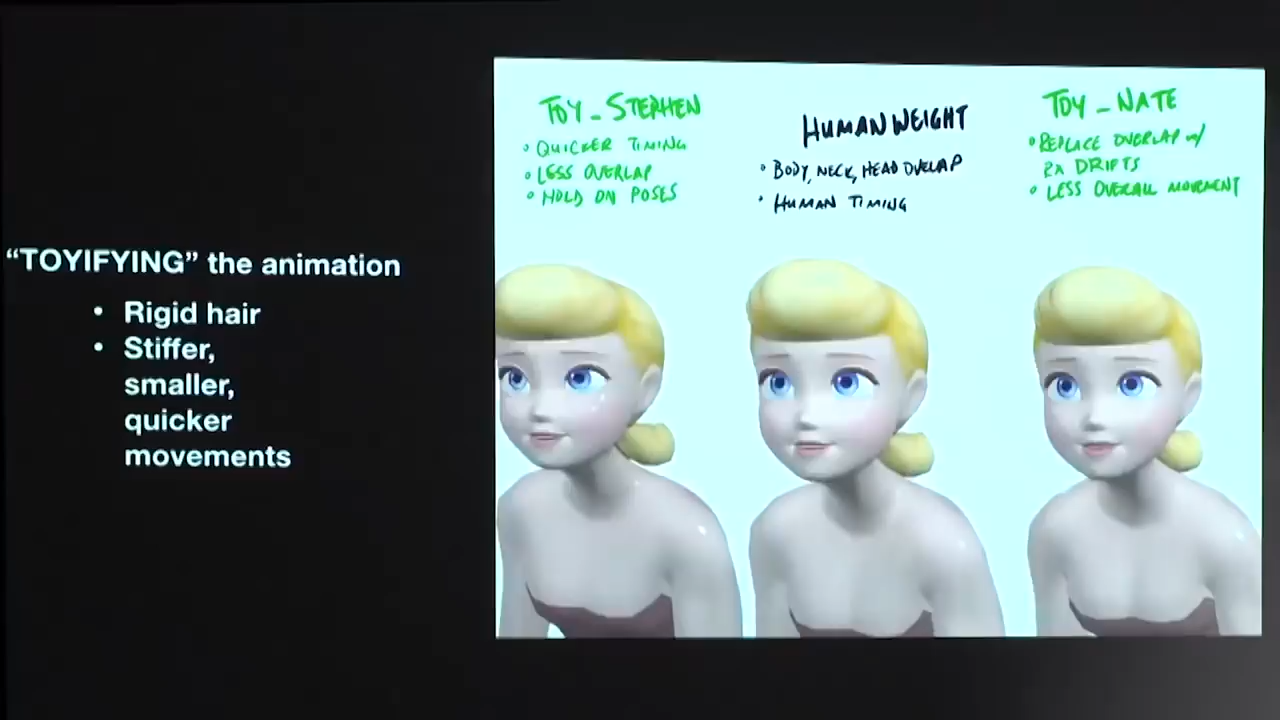 “TOYIFYING” the animation
• Rigid hair
• Stiffer,
smaller,
quicker
movements
TOY_STEPHEN
• QUICKER TIMING
• LESS OVERLAP
• HOLD ON POSES
HUMAN WEIGHT
• BODY, NECK, HEAD OVERLAP
• HUMAN TIMING
TOY_NATE
• REPLACE OVERLAP w/
2x DRIFTS
• LESS OVERALL MOVEMENT